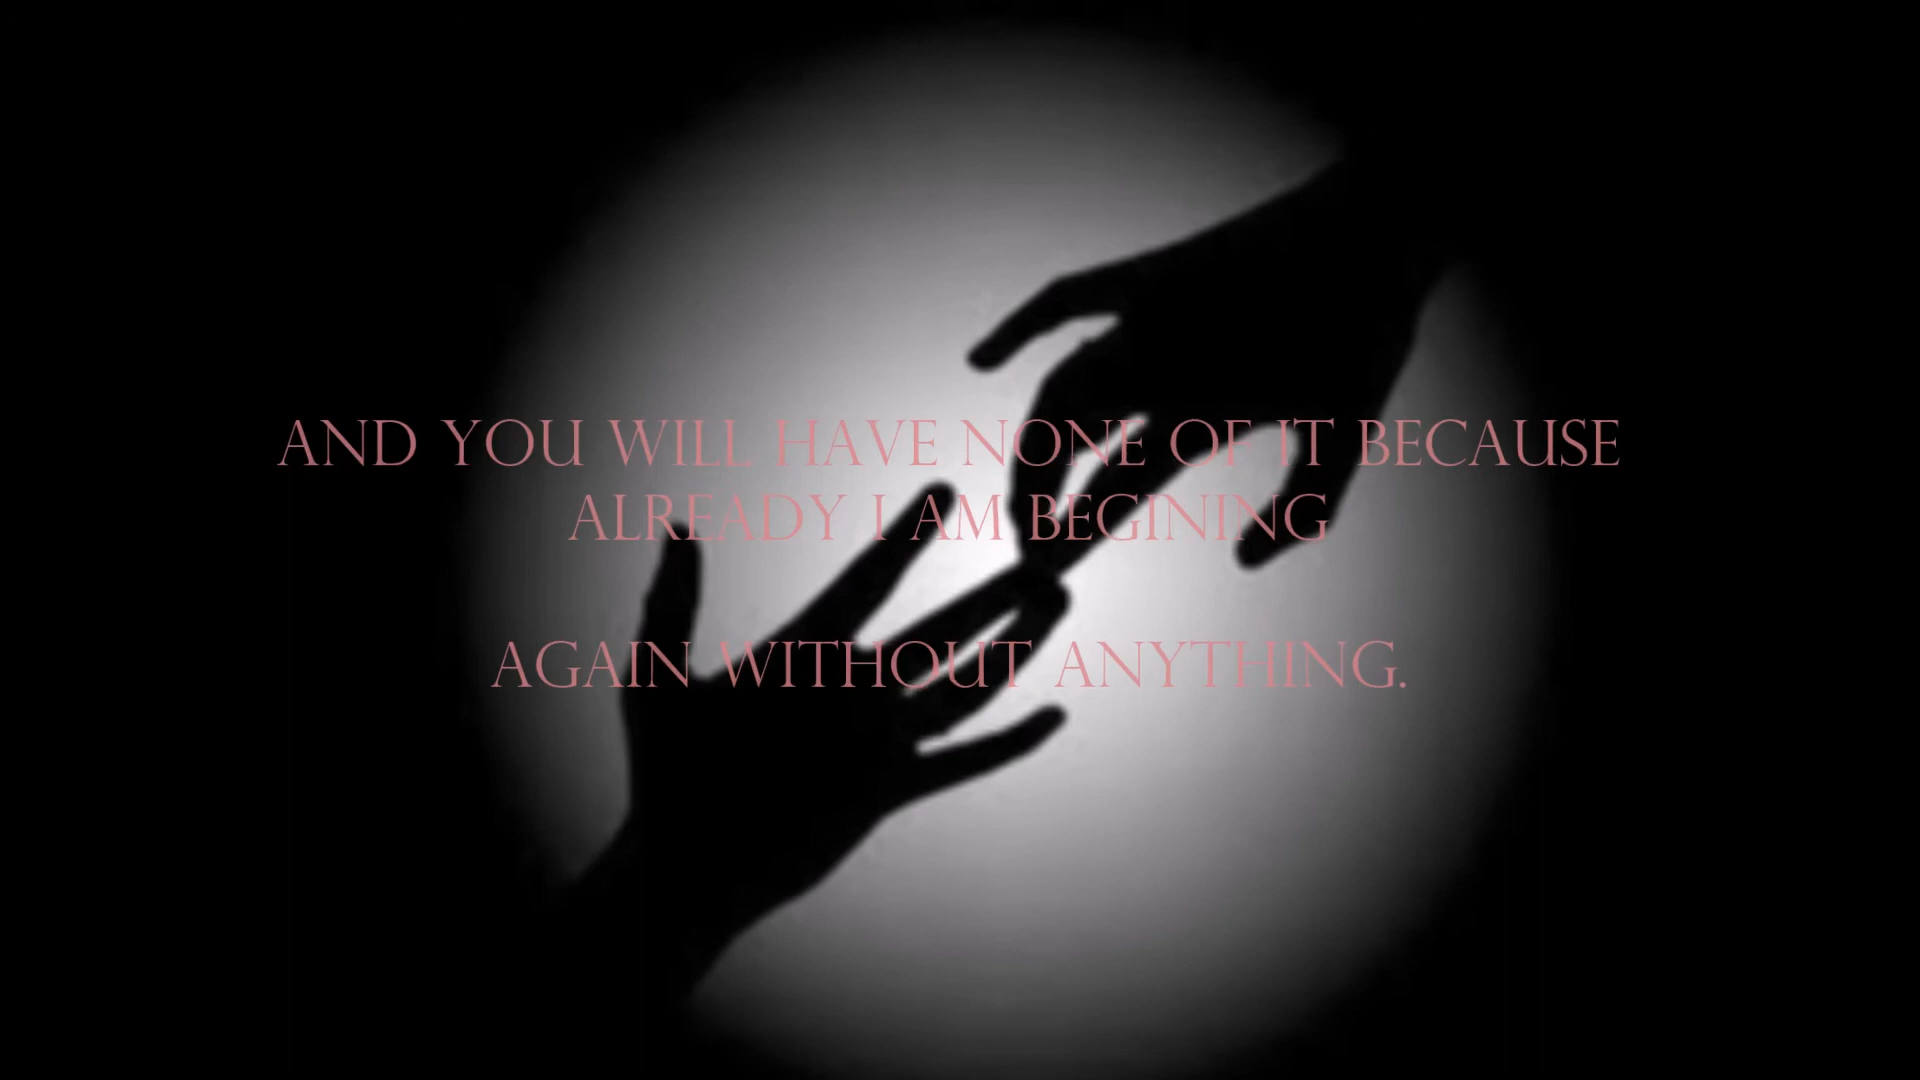 AND YOU WILL HAVE NONE OF IT BECAUSE
ALREADY I AM BEGINING
AGAIN WITHOUT ANYTHING.